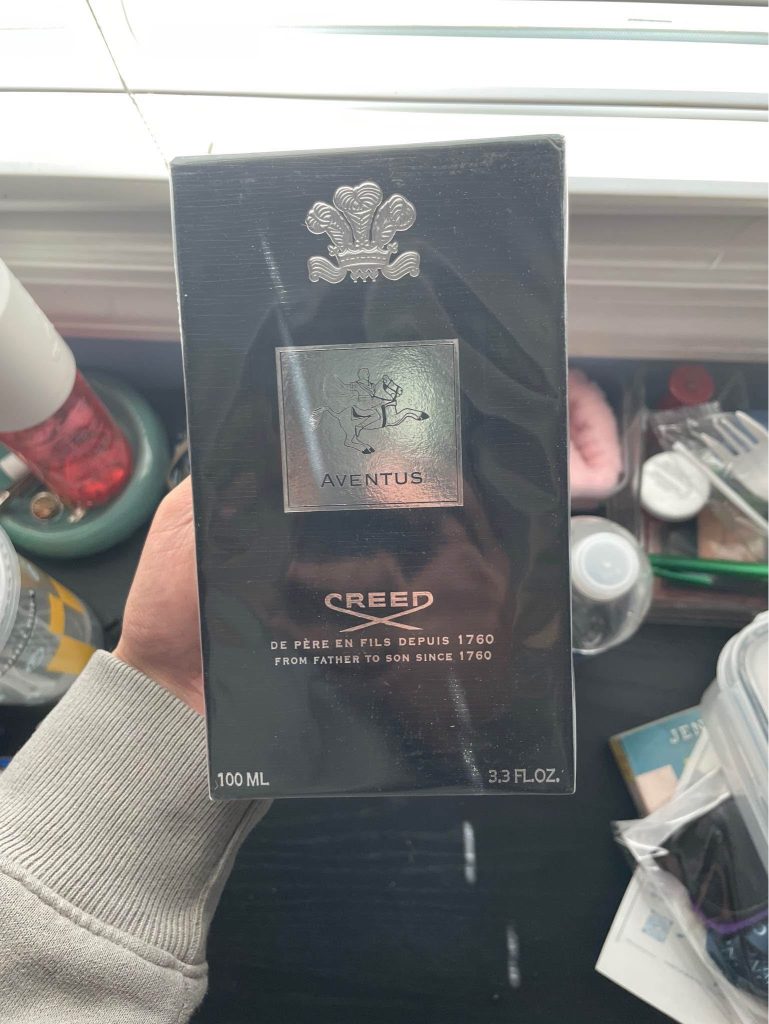 AVENTUS
CREED
DE PÈRE EN FILS DEPUIS 1760
FROM FATHER TO SON SINCE 1760
100 ML
3.3 FL.OZ.
JEN